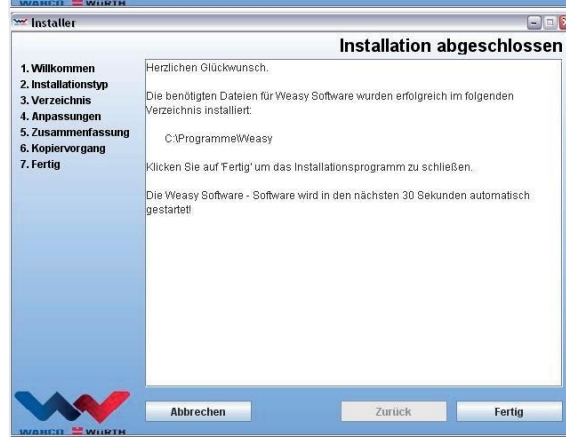 WABCO WÜRTH
Installer
Installation abgeschlossen
1. Willkommen
2. Installationstyp
3. Verzeichnis
4. Anpassungen
5. Zusammenfassung
6. Kopiervorgang
7. Fertig
Herzlichen Glückwunsch.
Die benötigten Dateien für Weasy Software wurden erfolgreich im folgenden
Verzeichnis installiert:
C:\Programme\Weasy
Klicken Sie auf 'Fertig' um das Installationsprogramm zu schließen.
Die Weasy Software - Software wird in den nächsten 30 Sekunden automatisch
gestartet!
Abbrechen
Zurück
Fertig
WABCO WÜRTH